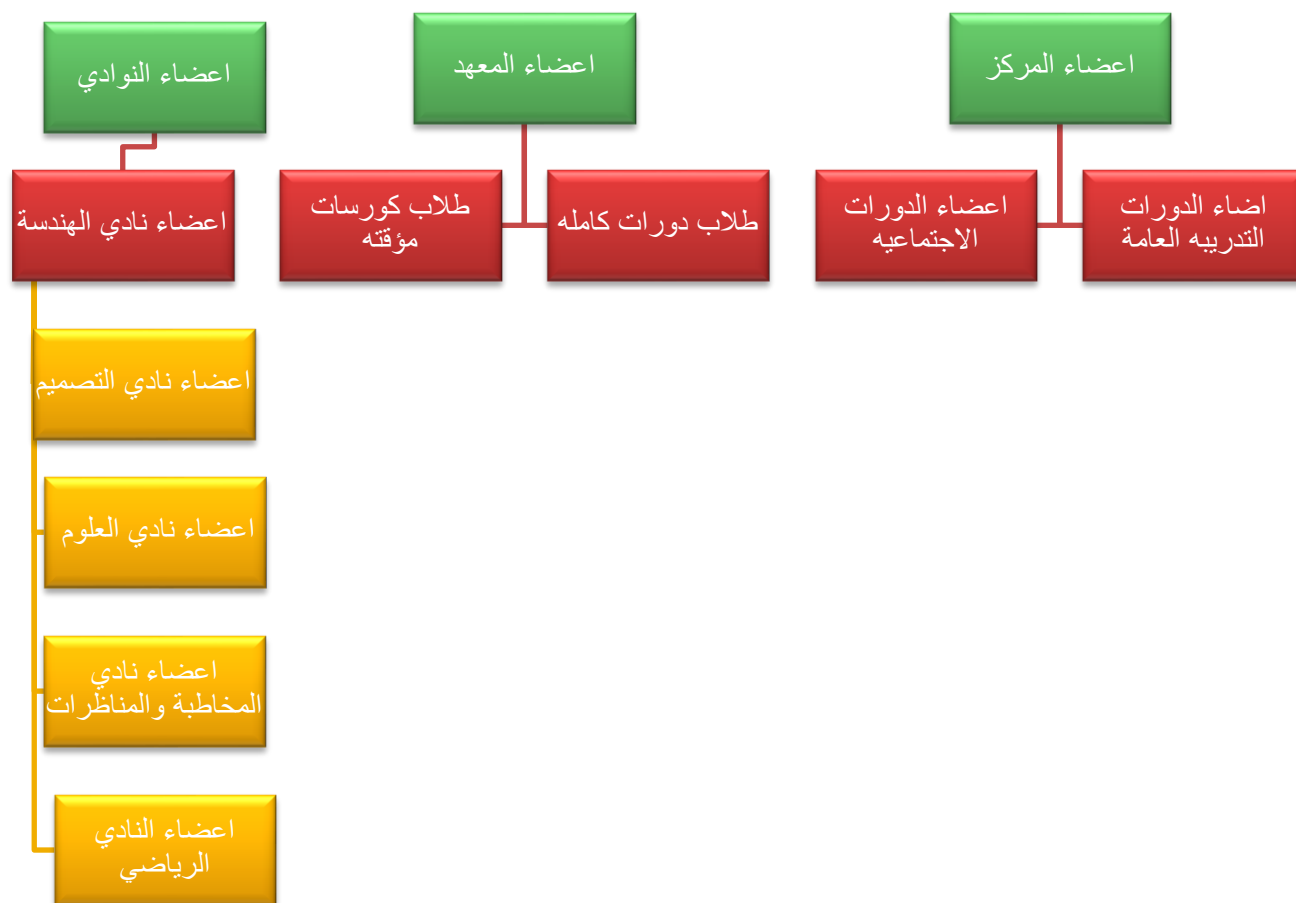 اعضاء المركز
اعضاء المعهد
اعضاء النوادي
اضاء الدورات
التدريبه العامة
اعضاء الدورات
الاجتماعيه
طلاب دورات كامله
طلاب كورسات
مؤقته
اعضاء نادي الهندسة
اعضاء نادي التصميم
اعضاء نادي العلوم
اعضاء نادي
المخاطبة والمناظرات
اعضاء النادي
الرياضي